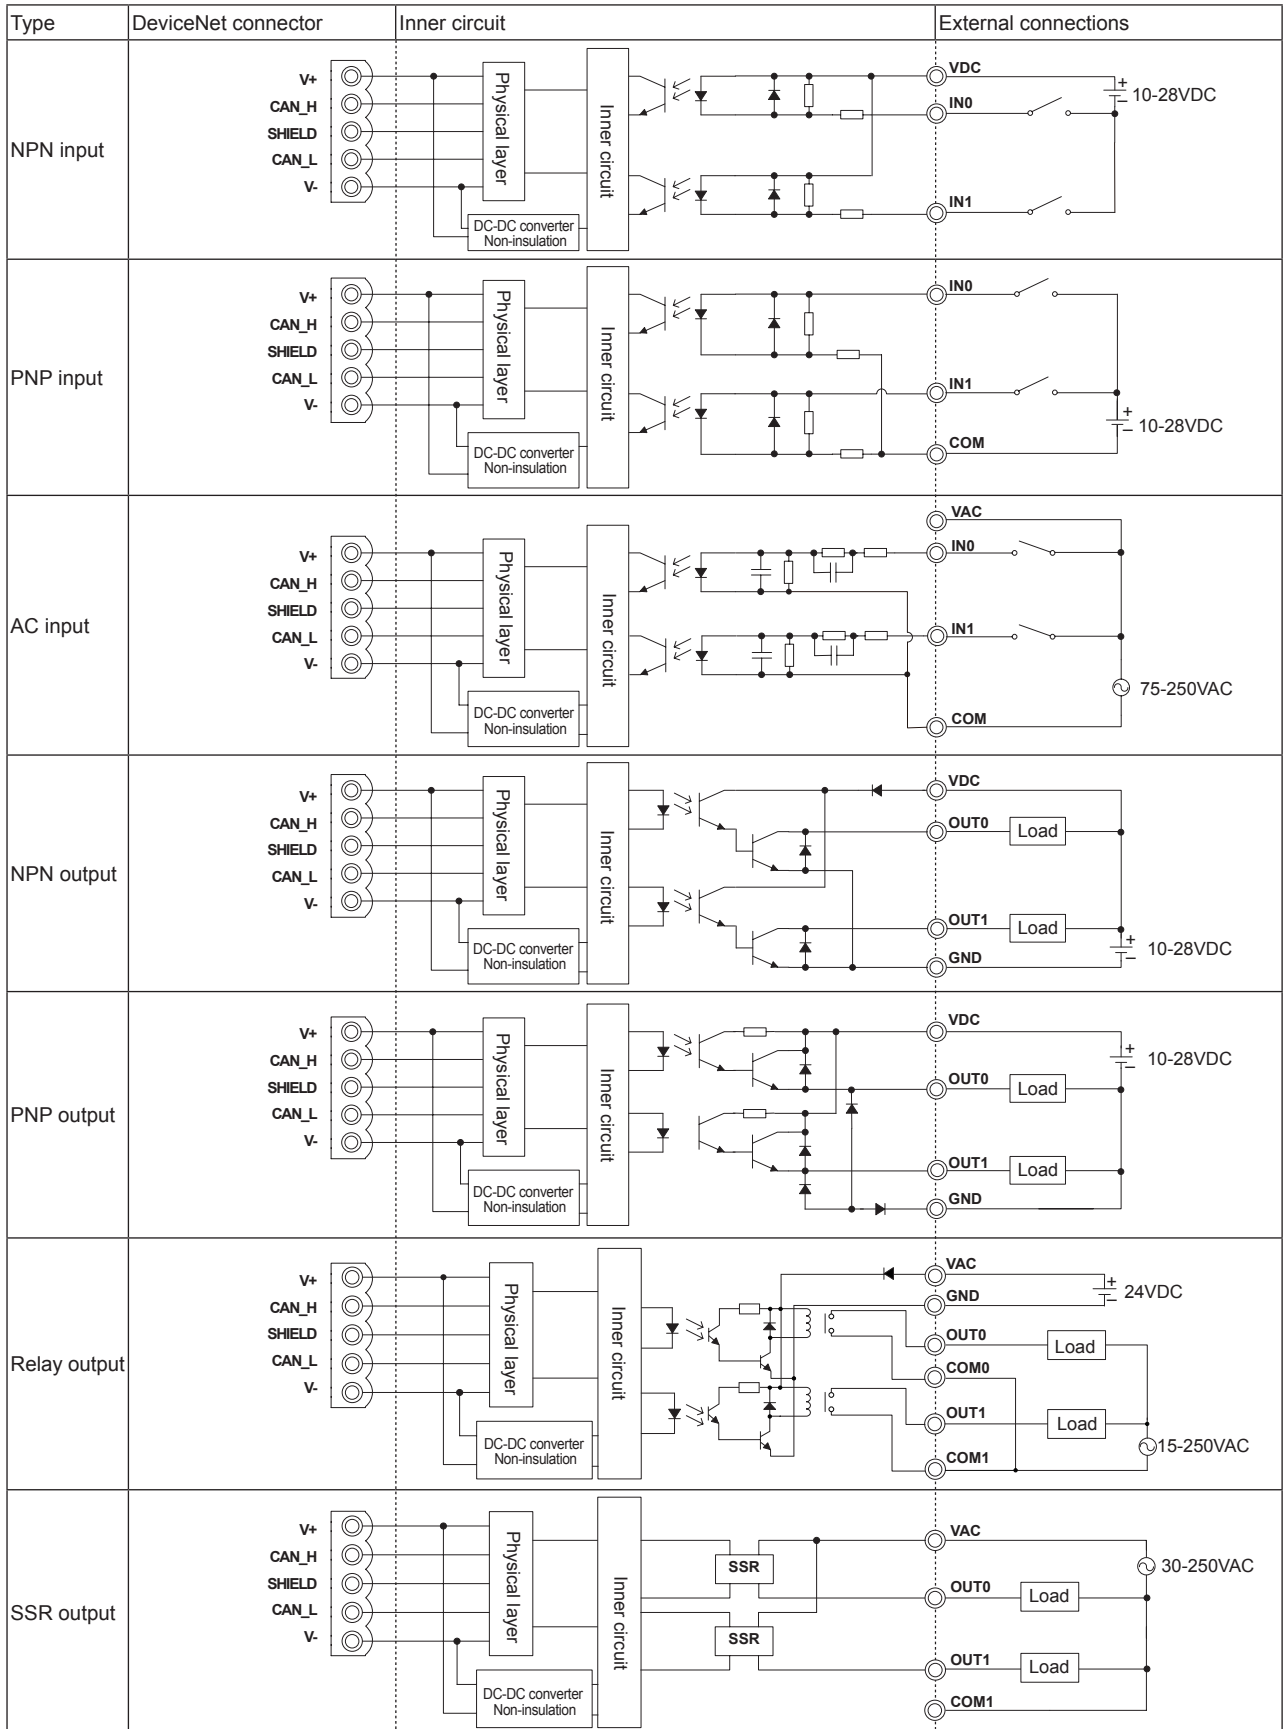 Type DeviceNet connector Inner circuit External connections
NPN input
V+
CAN_H
SHIELD
CAN_L
V-
Physical layer
DC-DC converter
Non-insulation
Inner circuit
VDC
IN0
IN1
+
−
10-28VDC
PNP input
V+
CAN_H
SHIELD
CAN_L
V-
Physical layer
DC-DC converter
Non-insulation
Inner circuit
IN0
IN1
COM
+
−
10-28VDC
AC input
V+
CAN_H
SHIELD
CAN_L
V-
Physical layer
DC-DC converter
Non-insulation
Inner circuit
VAC
IN0
IN1
COM
75-250VAC
NPN output
V+
CAN_H
SHIELD
CAN_L
V-
Physical layer
DC-DC converter
Non-insulation
Inner circuit
VDC
OUT0
Load
OUT1
Load
GND
+
−
10-28VDC
PNP output
V+
CAN_H
SHIELD
CAN_L
V-
Physical layer
DC-DC converter
Non-insulation
Inner circuit
VDC
+
−
10-28VDC
OUT0
Load
OUT1
Load
GND
Relay output
V+
CAN_H
SHIELD
CAN_L
V-
Physical layer
DC-DC converter
Non-insulation
Inner circuit
VAC
GND
+
−
24VDC
OUT0
Load
COM0
OUT1
Load
COM1
15-250VAC
SSR output
V+
CAN_H
SHIELD
CAN_L
V-
Physical layer
DC-DC converter
Non-insulation
Inner circuit
SSR
SSR
VAC
30-250VAC
OUT0
Load
OUT1
Load
COM1